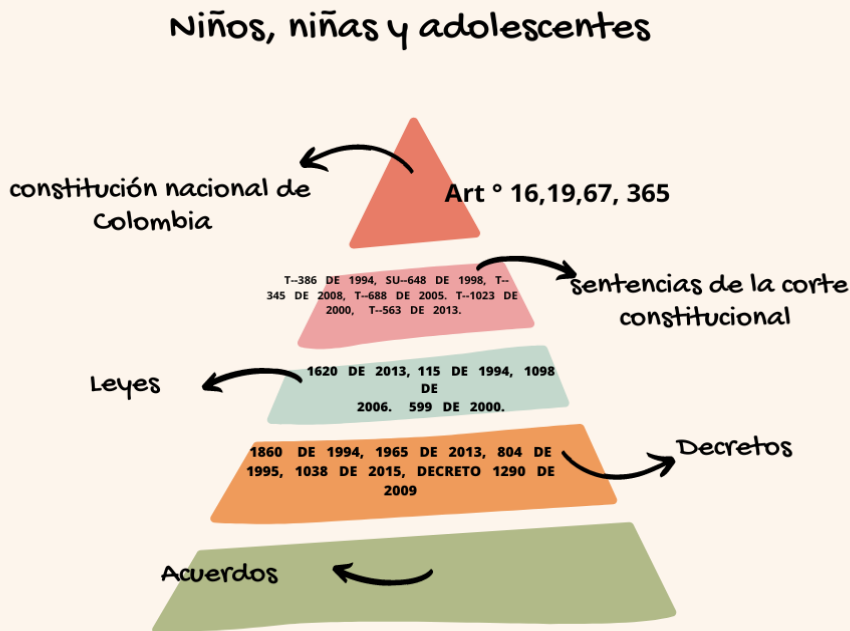 Niños, niñas y adolescentes
constitución nacional de
Colombia
Art ° 16,19,67, 365
T--386 DE 1994, SU--648 DE 1998, T--
345 DE 2008, T--688 DE 2005. T--1023 DE
2000, T--563 DE 2013.
sentencias de la corte
constitucional
Leyes
1620 DE 2013, 115 DE 1994, 1098
DE
2006. 599 DE 2000.
1860 DE 1994, 1965 DE 2013, 804 DE
1995, 1038 DE 2015, DECRETO 1290 DE
2009
Decretos
Acuerdos